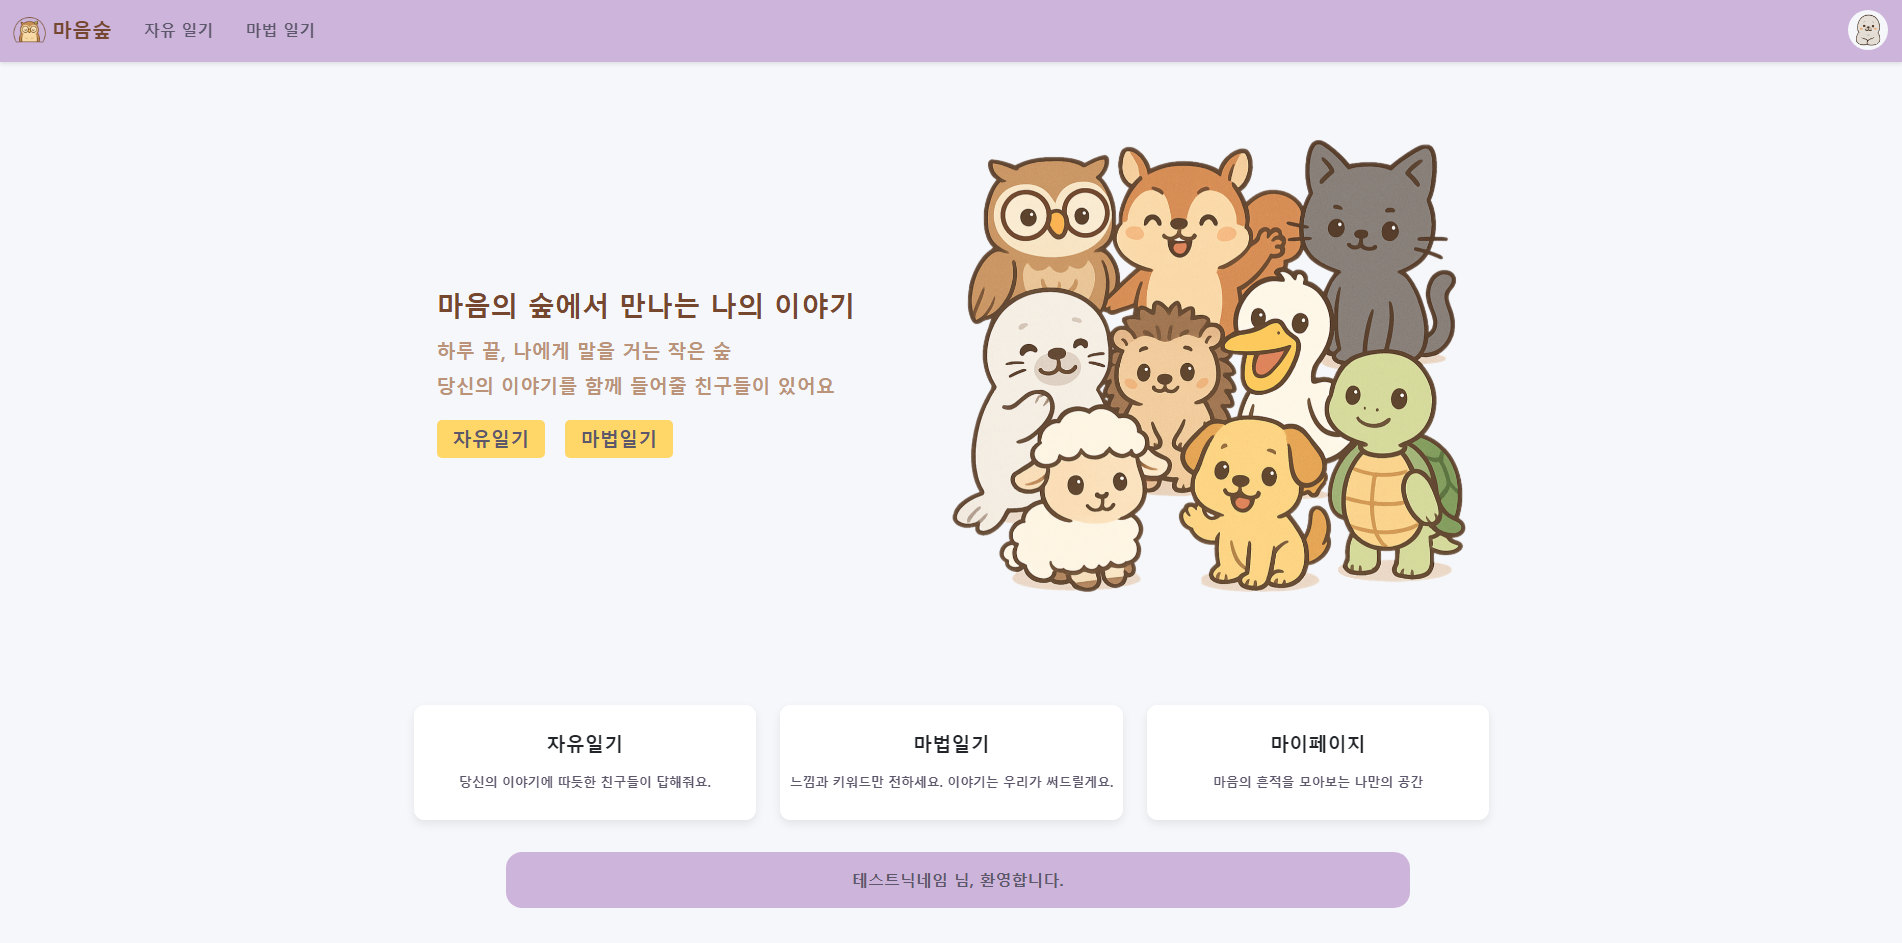 마음숲
자유 일기
마법 일기
마음의 숲에서 만나는 나의 이야기
하루 끝, 나에게 말을 거는 작은 숲
당신의 이야기를 함께 들어줄 친구들이 있어요
자유일기
마법일기
자유일기
당신의 이야기에 따듯한 친구들이 답해줘요.
마법일기
느낌과 키워드만 전하세요. 이야기는 우리가 써드릴게요.
마이페이지
마음의 흔적을 모아보는 나만의 공간
테스트닉네임 님, 환영합니다.